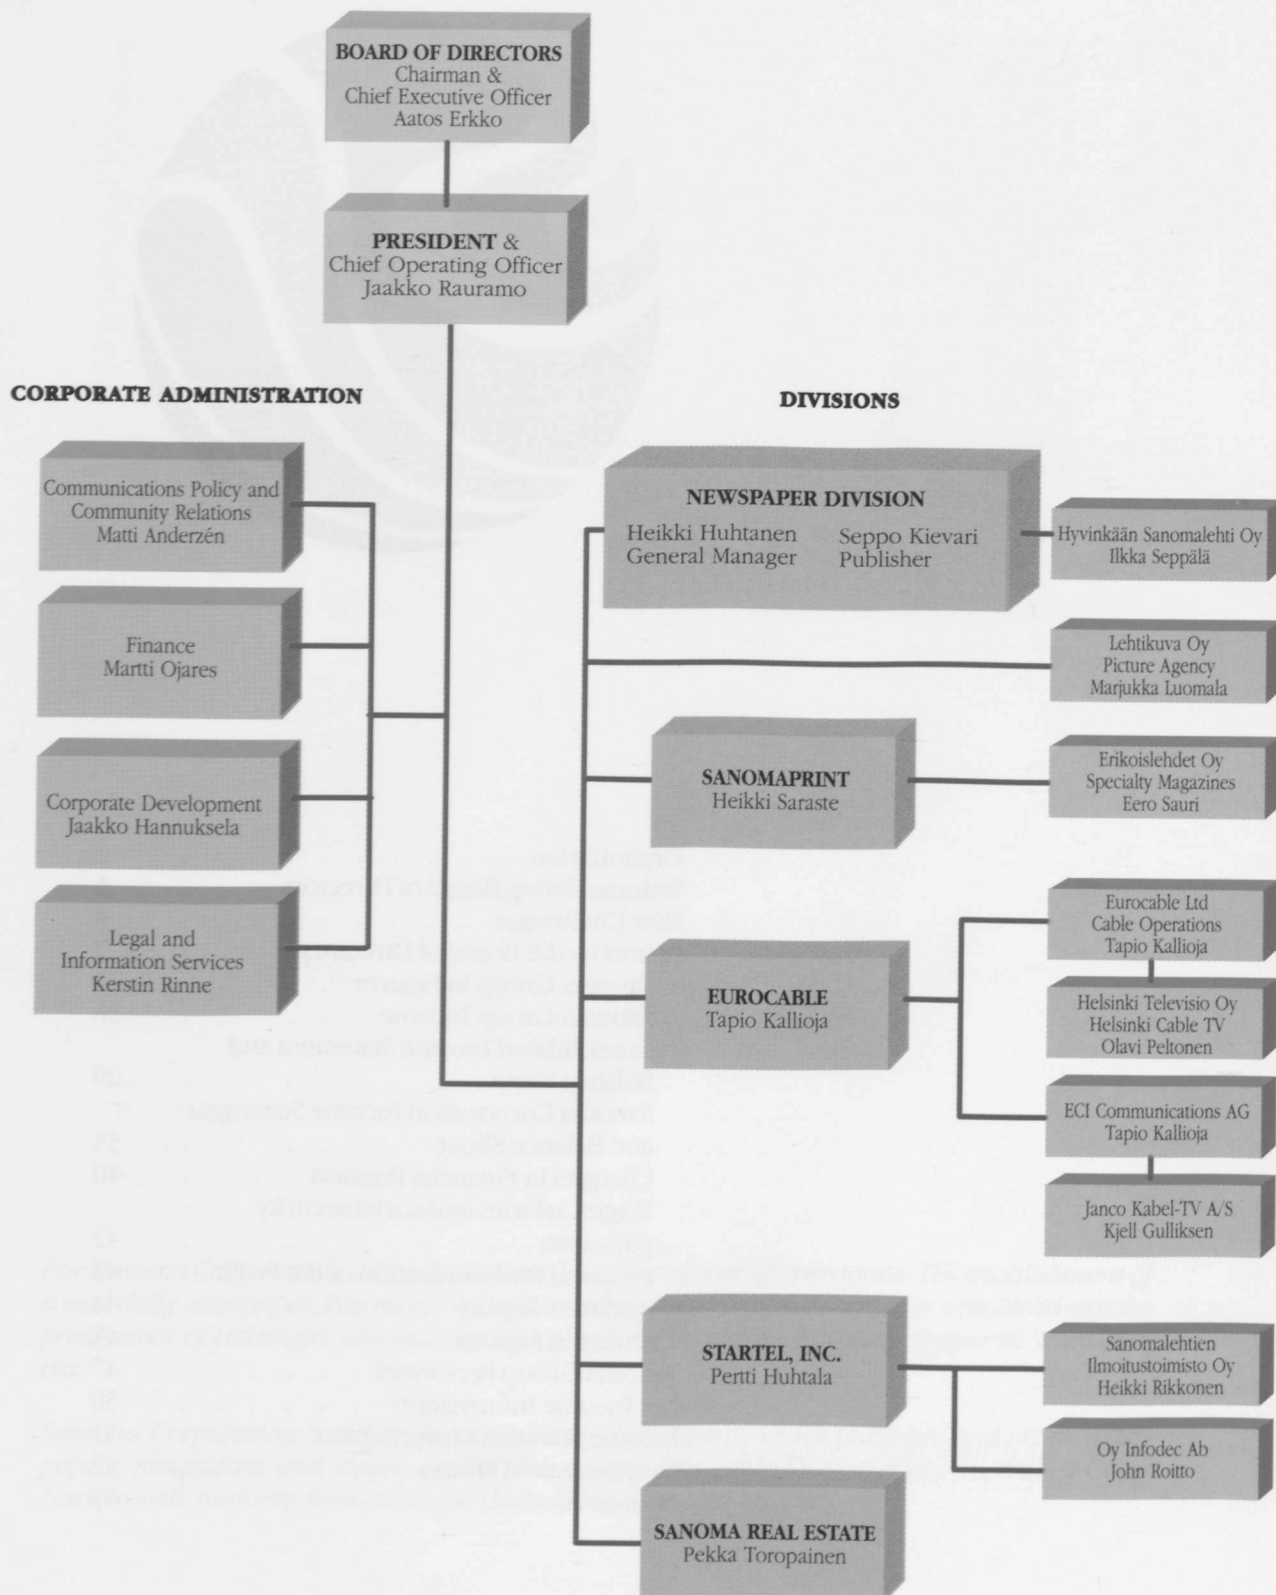 BOARD OF DIRECTORS
Chairman &
Chief Executive Officer
Aatos Erkko
PRESIDENT &
Chief Operating Officer
Jaakko Rauramo
CORPORATE ADMINISTRATION
Communications Policy and
Community Relations
Matti Anderzén
Finance
Martti Ojares
Corporate Development
Jaakko Hannuksela
Legal and
Information Services
Kerstin Rinne
DIVISIONS
NEWSPAPER DIVISION
Heikki Huhtanen
General Manager
Seppo Kievari
Publisher
Hyvinkään Sanomalehti Oy
Ilkka Seppälä
Lehtikuva Oy
Picture Agency
Marjukka Luomala
SANOMAPRINT
Heikki Saraste
Erikoislehdet Oy
Specialty Magazines
Eero Sauri
EUROCABLE
Tapio Kallioja
Eurocable Ltd
Cable Operations
Tapio Kallioja
Helsinki Televisio Oy
Helsinki Cable TV
Olavi Peltonen
ECI Communications AG
Tapio Kallioja
Janco Kabel-TV A/S
Kjell Gulliksen
STARTEL, INC.
Pertti Huhtala
Sanomalehtien
Ilmoitustoimisto Oy
Heikki Rikkonen
Oy Infodec Ab
John Roitto
SANOMA REAL ESTATE
Pekka Toropainen